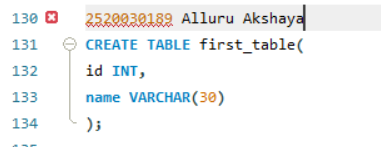 130 2520030189 Alluru Akshaya
131 CREATE TABLE first_table(
132 id INT,
133 name VARCHAR(30)
134 );